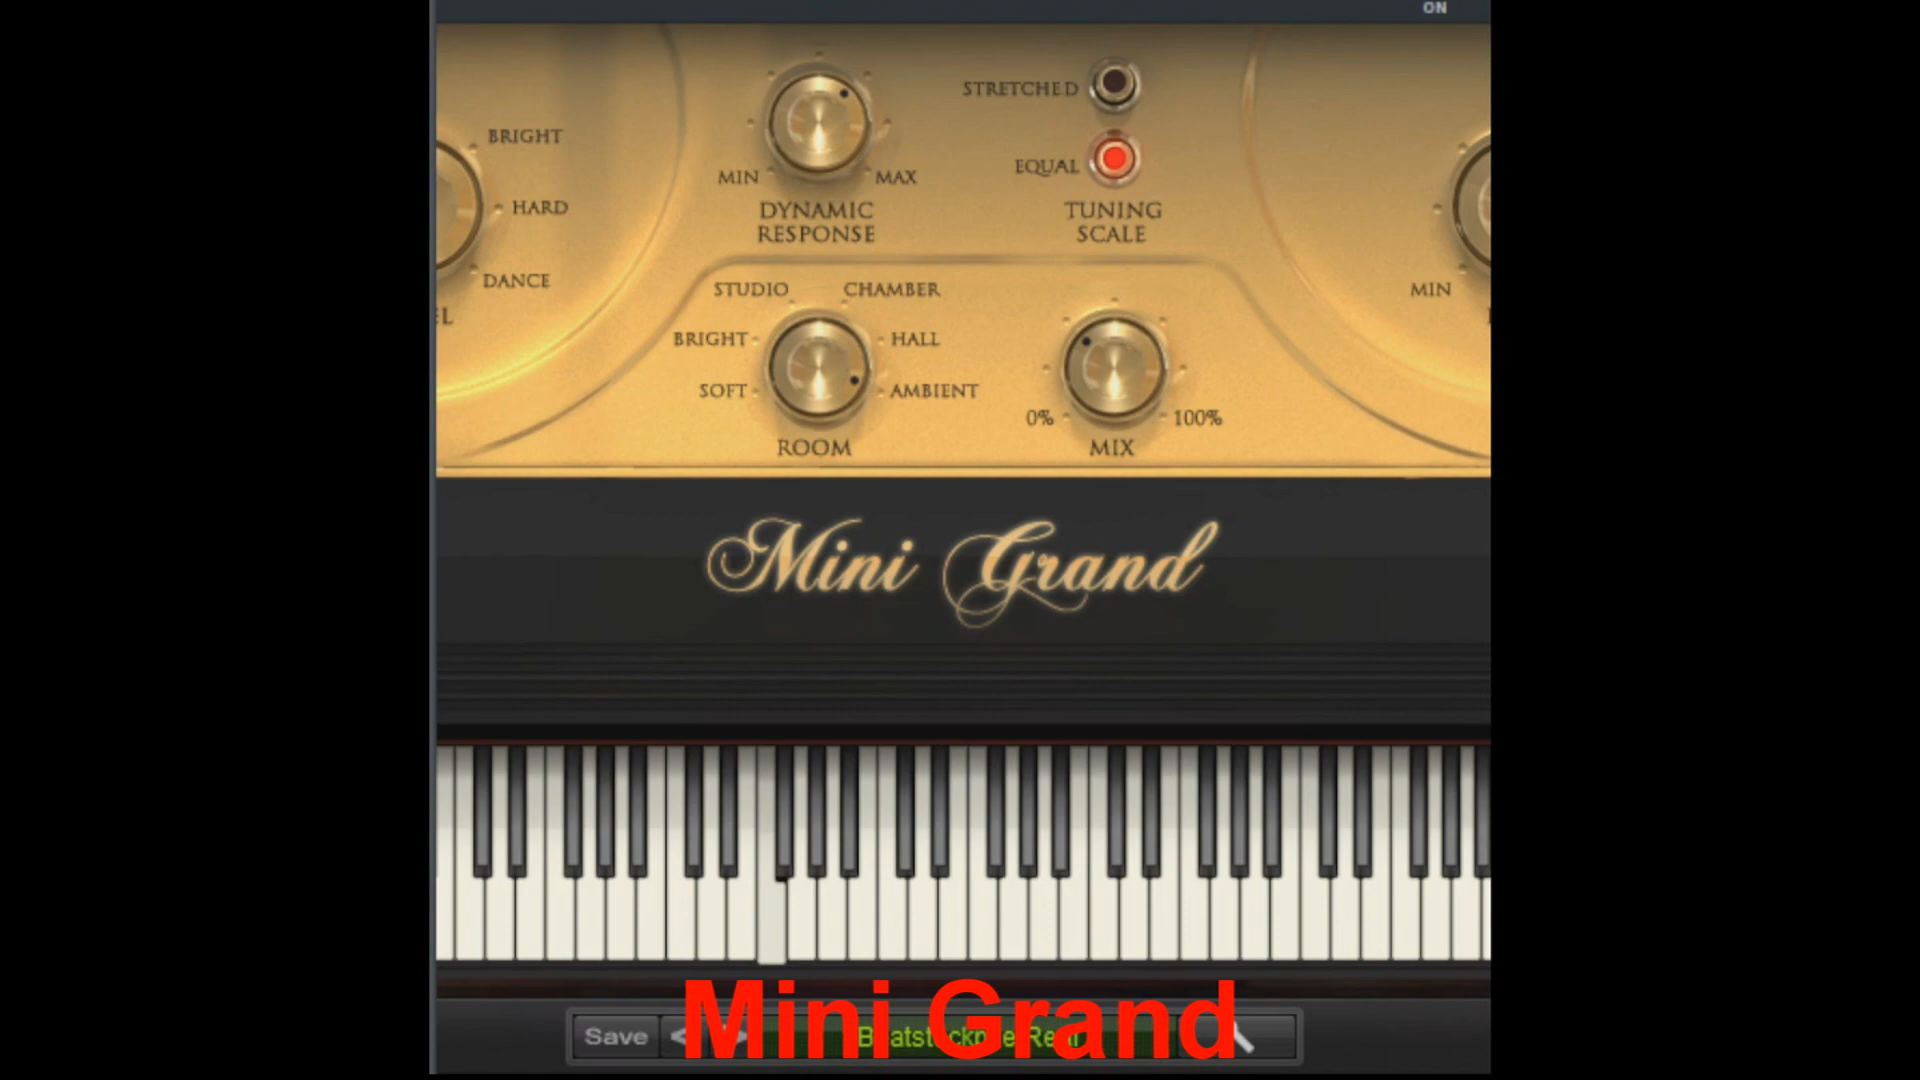 ON
STRETCHED
BRIGHT
EQUAL
MIN MAX
HARD
DYNAMIC
RESPONSE
TUNING
SCALE
DANCE
STUDIO CHAMBER
MIN
BRIGHT HALL
SOFT AMBIENT
0% 100%
ROOM
MIX
Mini Grand
Save
Mini Grand